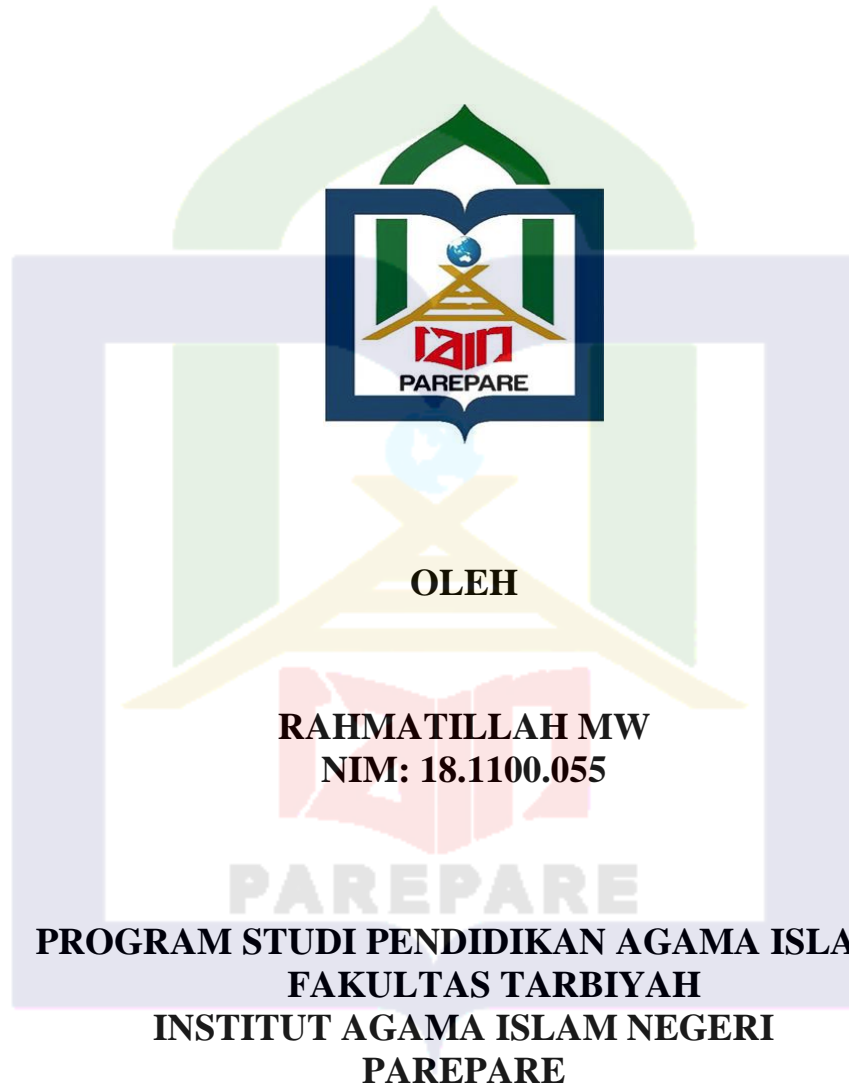 iain
PAREPARE
OLEH
RAHMATILLAH MW
NIM: 18.1100.055
PAREPARE
PROGRAM STUDI PENDIDIKAN AGAMA ISLA
FAKULTAS TARBIYAH
INSTITUT AGAMA ISLAM NEGERI
PAREPARE